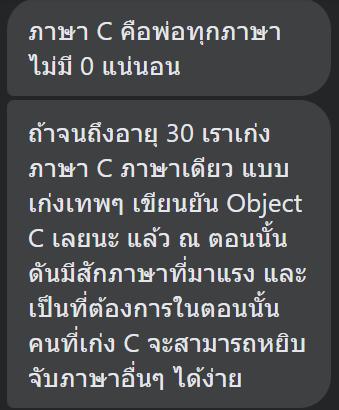 ภาษา C คือพ่อทุกภาษา
ไม่มี 0 แน่นอน
ถ้าจนถึงอายุ 30 เราเก่ง
ภาษา C ภาษาเดียว แบบ
เก่งเทพๆ เขียนยัน Object
C เลยนะ แล้ว ณ ตอนนั้น
ดันมีสักภาษาที่มาแรง และ
เป็นที่ต้องการในตอนนั้น
คนที่เก่ง C จะสามารถหยิบ
จับภาษาอื่นๆ ได้ง่าย